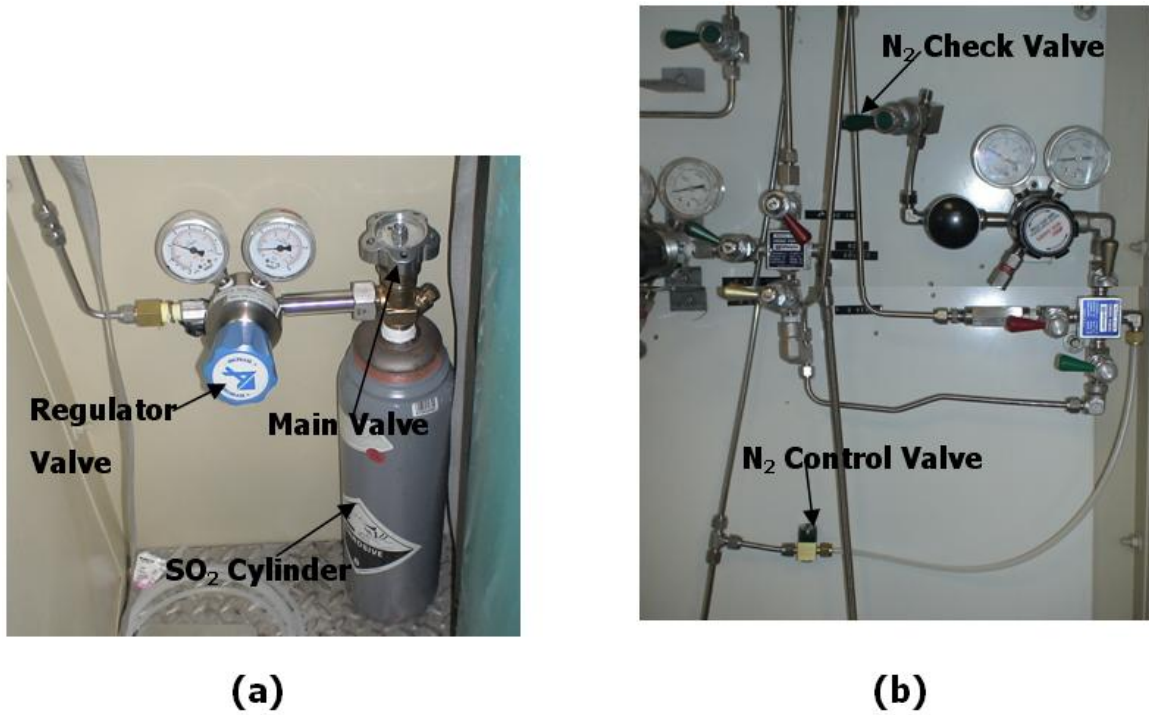 N₂ Check Valve
Regulator
Valve
Main Valve
N₂ Control Valve
SO₂ Cylinder
(a)
(b)